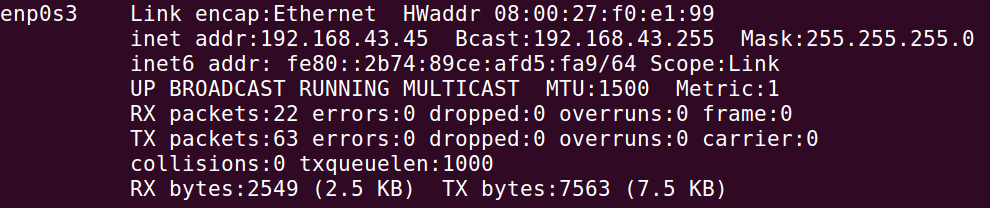 enp0s3    Link encap:Ethernet  HWaddr 08:00:27:f0:e1:99
          inet addr:192.168.43.45  Bcast:192.168.43.255  Mask:255.255.255.0
          inet6 addr: fe80::2b74:89ce:afd5:fa9/64 Scope:Link
          UP BROADCAST RUNNING MULTICAST  MTU:1500  Metric:1
          RX packets:22 errors:0 dropped:0 overruns:0 frame:0
          TX packets:63 errors:0 dropped:0 overruns:0 carrier:0
          collisions:0 txqueuelen:1000
          RX bytes:2549 (2.5 KB)  TX bytes:7563 (7.5 KB)